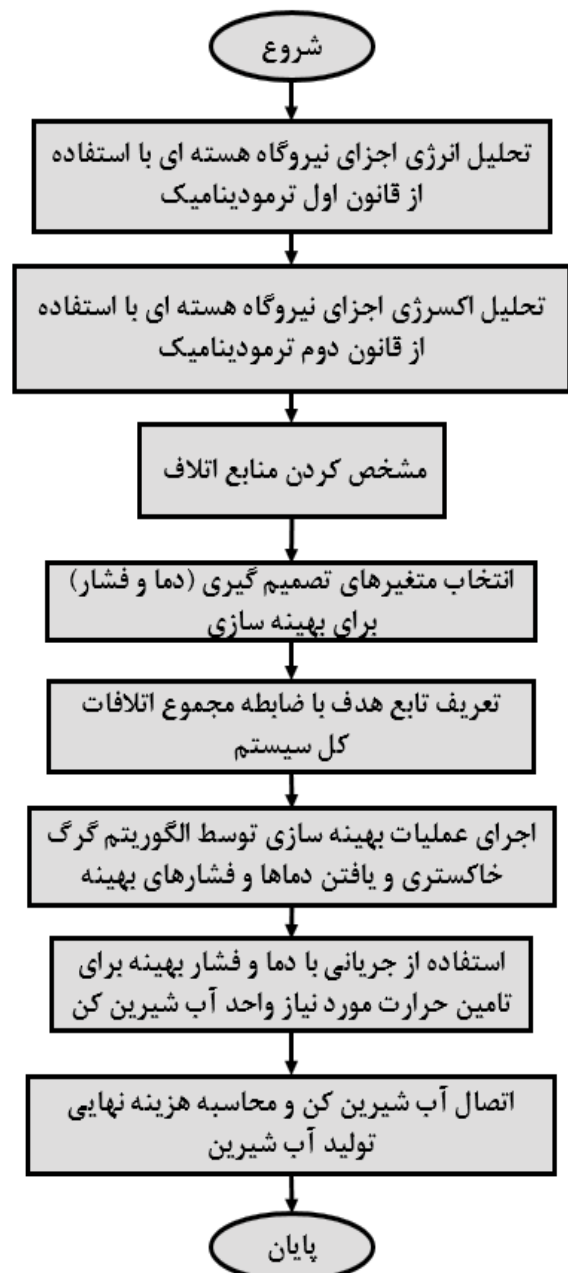 شروع
تحلیل انرژی اجزای نیروگاه هسته ای با استفاده
از قانون اول ترمودینامیک
تحلیل اکسرژی اجزای نیروگاه هسته ای با استفاده
از قانون دوم ترمودینامیک
مشخص کردن منابع اتلاف
انتخاب متغیرهای تصمیم گیری (دما و فشار)
برای بهینه سازی
تعریف تابع هدف با ضابطه مجموع اتلافات
کل سیستم
اجرای عملیات بهینه سازی توسط الگوریتم گرگ
خاکستری و یافتن دماها و فشارهای بهینه
استفاده از جریانی با دما و فشار بهینه برای
تامین حرارت مورد نیاز واحد آب شیرین کن
اتصال آب شیرین کن و محاسبه هزینه نهایی
تولید آب شیرین
پایان